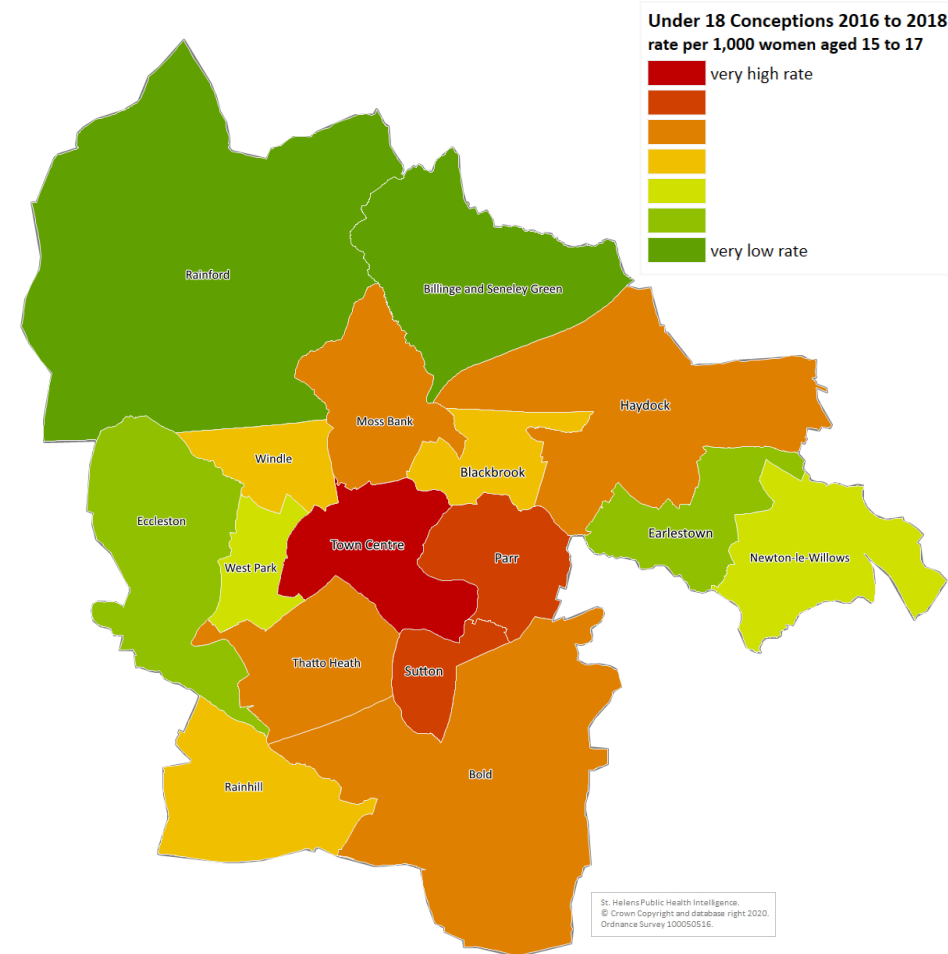 Under 18 Conceptions 2016 to 2018
rate per 1,000 women aged 15 to 17
very high rate
very low rate
Rainford
Billinge and Seneley Green
Haydock
Moss Bank
Windle
Blackbrook
Eccleston
Earlestown
Town Centre
Parr
Newton-le-Willows
West Park
Thatto Heath
Sutton
Bold
Rainhill
St. Helens Public Health Intelligence.
© Crown Copyright and database right 2020.
Ordnance Survey 100050516.